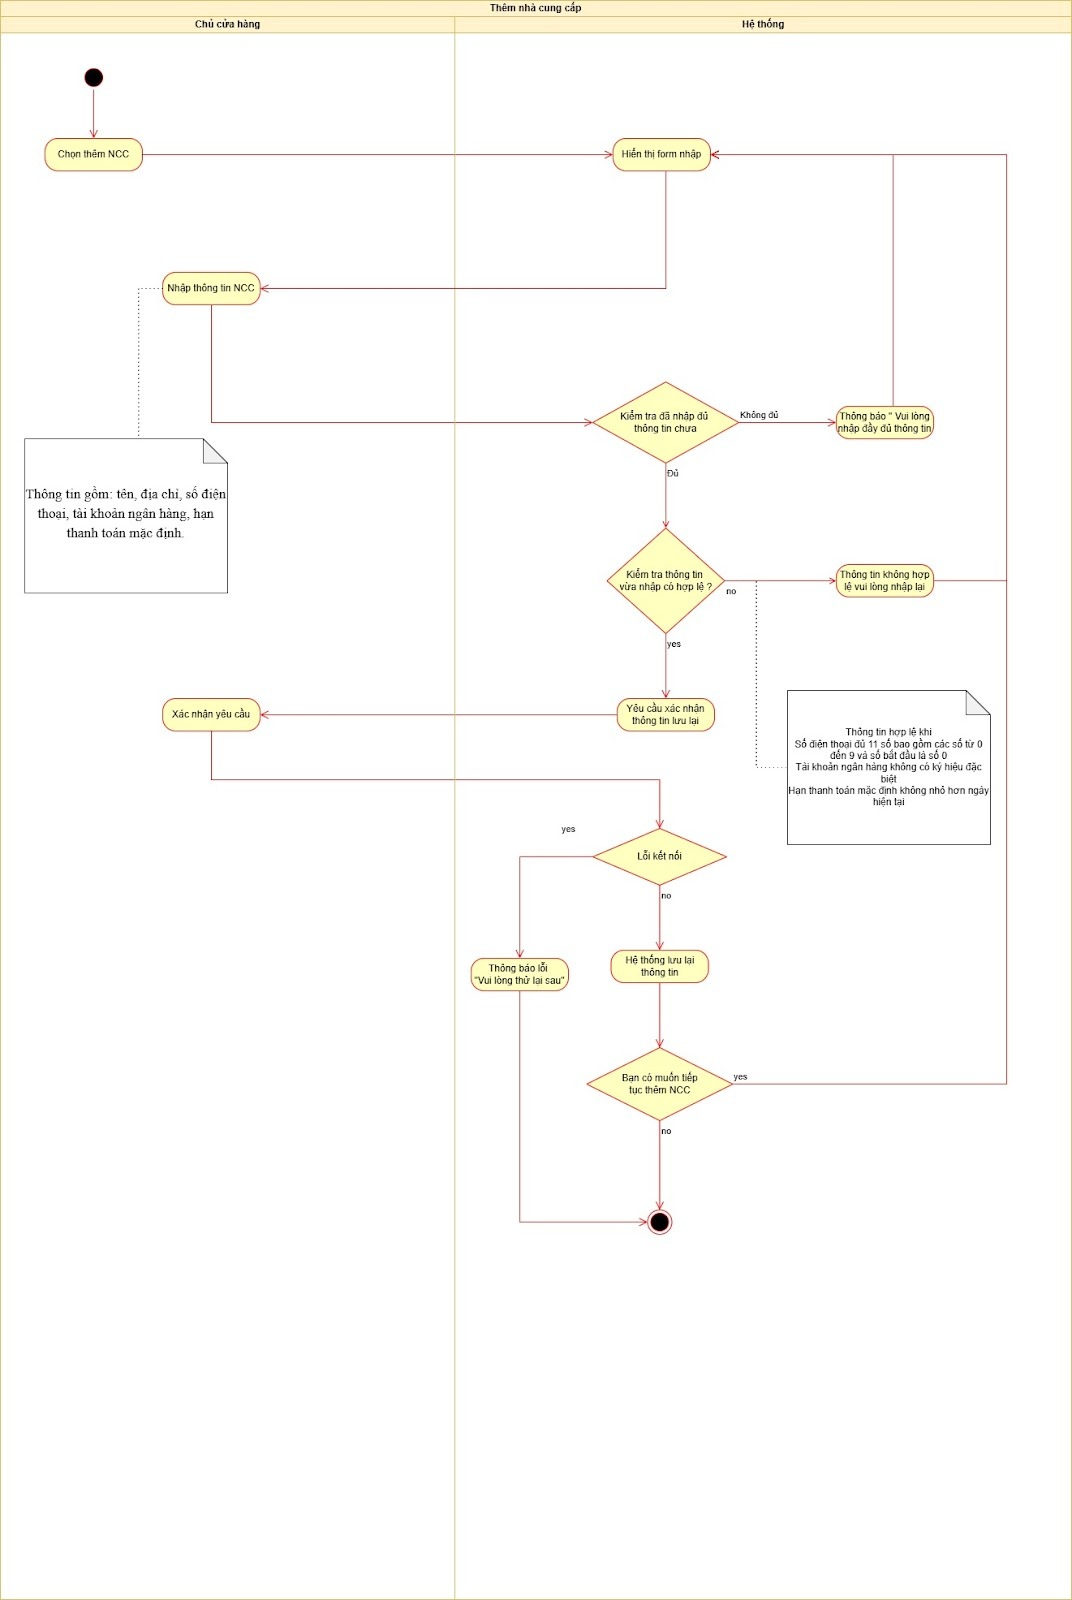 Thêm nhà cung cấp
Chủ cửa hàng
Hệ thống
Chọn thêm NCC
Hiển thị form nhập
Nhập thông tin NCC
Kiểm tra đã nhập đủ
thông tin chưa
Không đủ
Thông báo " Vui lòng
nhập đầy đủ thông tin
Đủ
Thông tin gồm: tên, địa chỉ, số điện
thoại, tài khoản ngân hàng, hạn
thanh toán mặc định.
Kiểm tra thông tin
vừa nhập có hợp lệ ?
no
Thông tin không hợp
lệ vui lòng nhập lại
yes
Xác nhận yêu cầu
Yêu cầu xác nhận
thông tin lưu lại
Thông tin hợp lệ khi
Số điện thoại đủ 11 số bao gồm các số từ 0
đến 9 và số bắt đầu là số 0
Tài khoản ngân hàng không có ký hiệu đặc
biệt
Hạn thanh toán mặc định không nhỏ hơn ngày
hiện tại
yes
Lỗi kết nối
no
Thông báo lỗi
"Vui lòng thử lại sau"
Hệ thống lưu lại
thông tin
Bạn có muốn tiếp
tục thêm NCC
yes
no